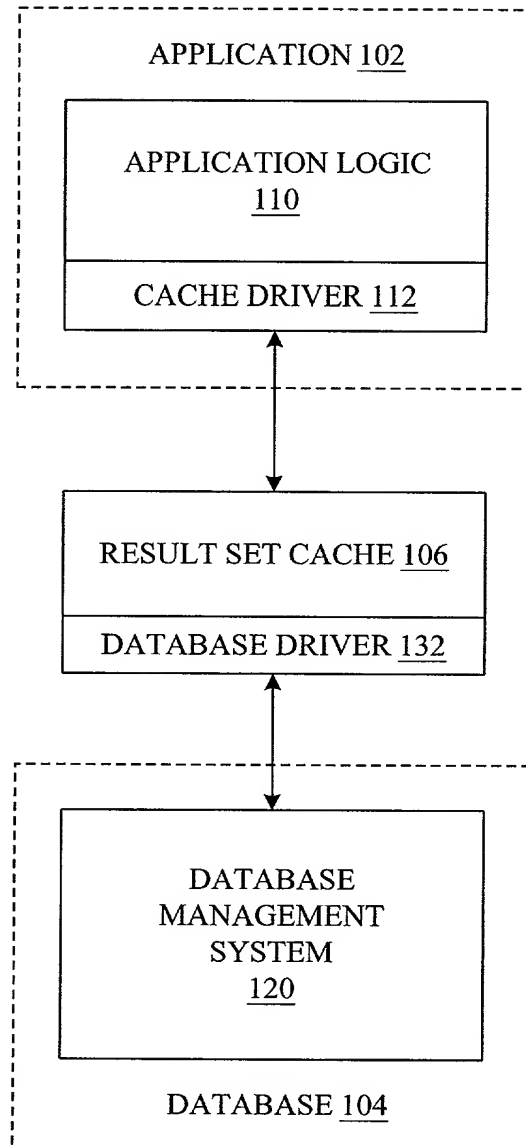 APPLICATION 102
APPLICATION LOGIC
110
CACHE DRIVER 112
RESULT SET CACHE 106
DATABASE DRIVER 132
DATABASE
MANAGEMENT
SYSTEM
120
DATABASE 104